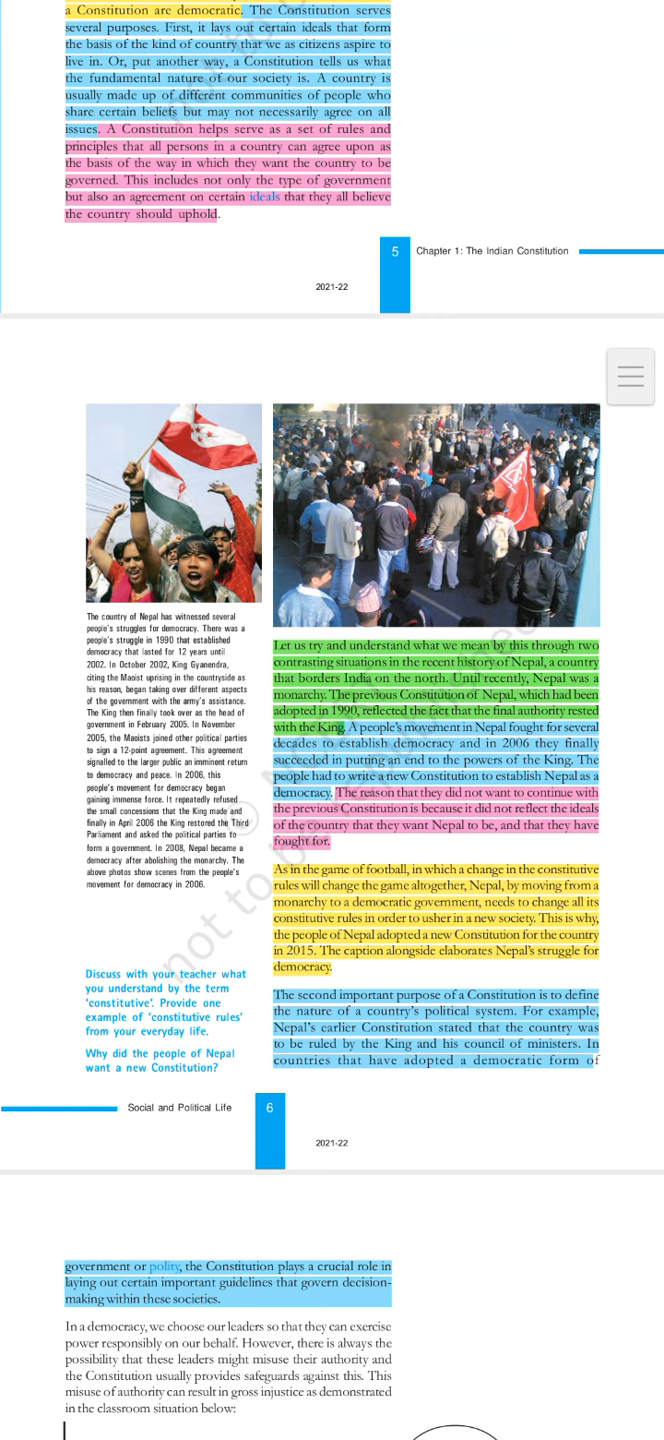 a Constitution are democratic. The Constitution serves
several purposes. First, it lays out certain ideals that form
the basis of the kind of country that we as citizens aspire to
live in. Or, put another way, a Constitution tells us what
the fundamental nature of our society is. A country is
usually made up of different communities of people who
share certain beliefs but may not necessarily agree on all
issues. A Constitution helps serve as a set of rules and
principles that all persons in a country can agree upon as
the basis of the way in which they want the country to be
governed. This includes not only the type of government
but also an agreement on certain ideals that they all believe
the country should uphold.
5 Chapter 1: The Indian Constitution
2021-22
The country of Nepal has witnessed several
people's struggles for democracy. There was a
people's struggle in 1990 that established
democracy that lasted for 12 years until
2002. In October 2002, King Gyanendra,
citing the Maoist uprising in the countryside as
his reason, began taking over different aspects
of the government with the army's assistance.
The King then finally took over as the head of
government in February 2005. In November
2005, the Maoists joined other political parties
to sign a 12-point agreement. This agreement
signalled to the larger public an imminent return
to democracy and peace. In 2006, this
people's movement for democracy began
gaining immense force. It repeatedly refused
the small concessions that the King made and
finally in April 2006 the King restored the Third
Parliament and asked the political parties to
form a government. In 2008, Nepal became a
democracy after abolishing the monarchy. The
above photos show scenes from the people's
movement for democracy in 2006.
Discuss with your teacher what
you understand by the term
'constitutive'. Provide one
example of 'constitutive rules'
from your everyday life.
Why did the people of Nepal
want a new Constitution?
Let us try and understand what we mean by this through two
contrasting situations in the recent history of Nepal, a country
that borders India on the north. Until recently, Nepal was a
monarchy. The previous Constitution of Nepal, which had been
adopted in 1990, reflected the fact that the final authority rested
with the King. A people's movement in Nepal fought for several
decades to establish democracy and in 2006 they finally
succeeded in putting an end to the powers of the King. The
people had to write a new Constitution to establish Nepal as a
democracy. The reason that they did not want to continue with
the previous Constitution is because it did not reflect the ideals
of the country that they want Nepal to be, and that they have
fought for.
As in the game of football, in which a change in the constitutive
rules will change the game altogether, Nepal, by moving from a
monarchy to a democratic government, needs to change all its
constitutive rules in order to usher in a new society. This is why,
the people of Nepal adopted a new Constitution for the country
in 2015. The caption alongside elaborates Nepal's struggle for
democracy.
The second important purpose of a Constitution is to define
the nature of a country's political system. For example,
Nepal's earlier Constitution stated that the country was
to be ruled by the King and his council of ministers. In
countries that have adopted a democratic form of
Social and Political Life 6
2021-22
government or polity, the Constitution plays a crucial role in
laying out certain important guidelines that govern decision-
making within these societies.
In a democracy, we choose our leaders so that they can exercise
power responsibly on our behalf. However, there is always the
possibility that these leaders might misuse their authority and
the Constitution usually provides safeguards against this. This
misuse of authority can result in gross injustice as demonstrated
in the classroom situation below: